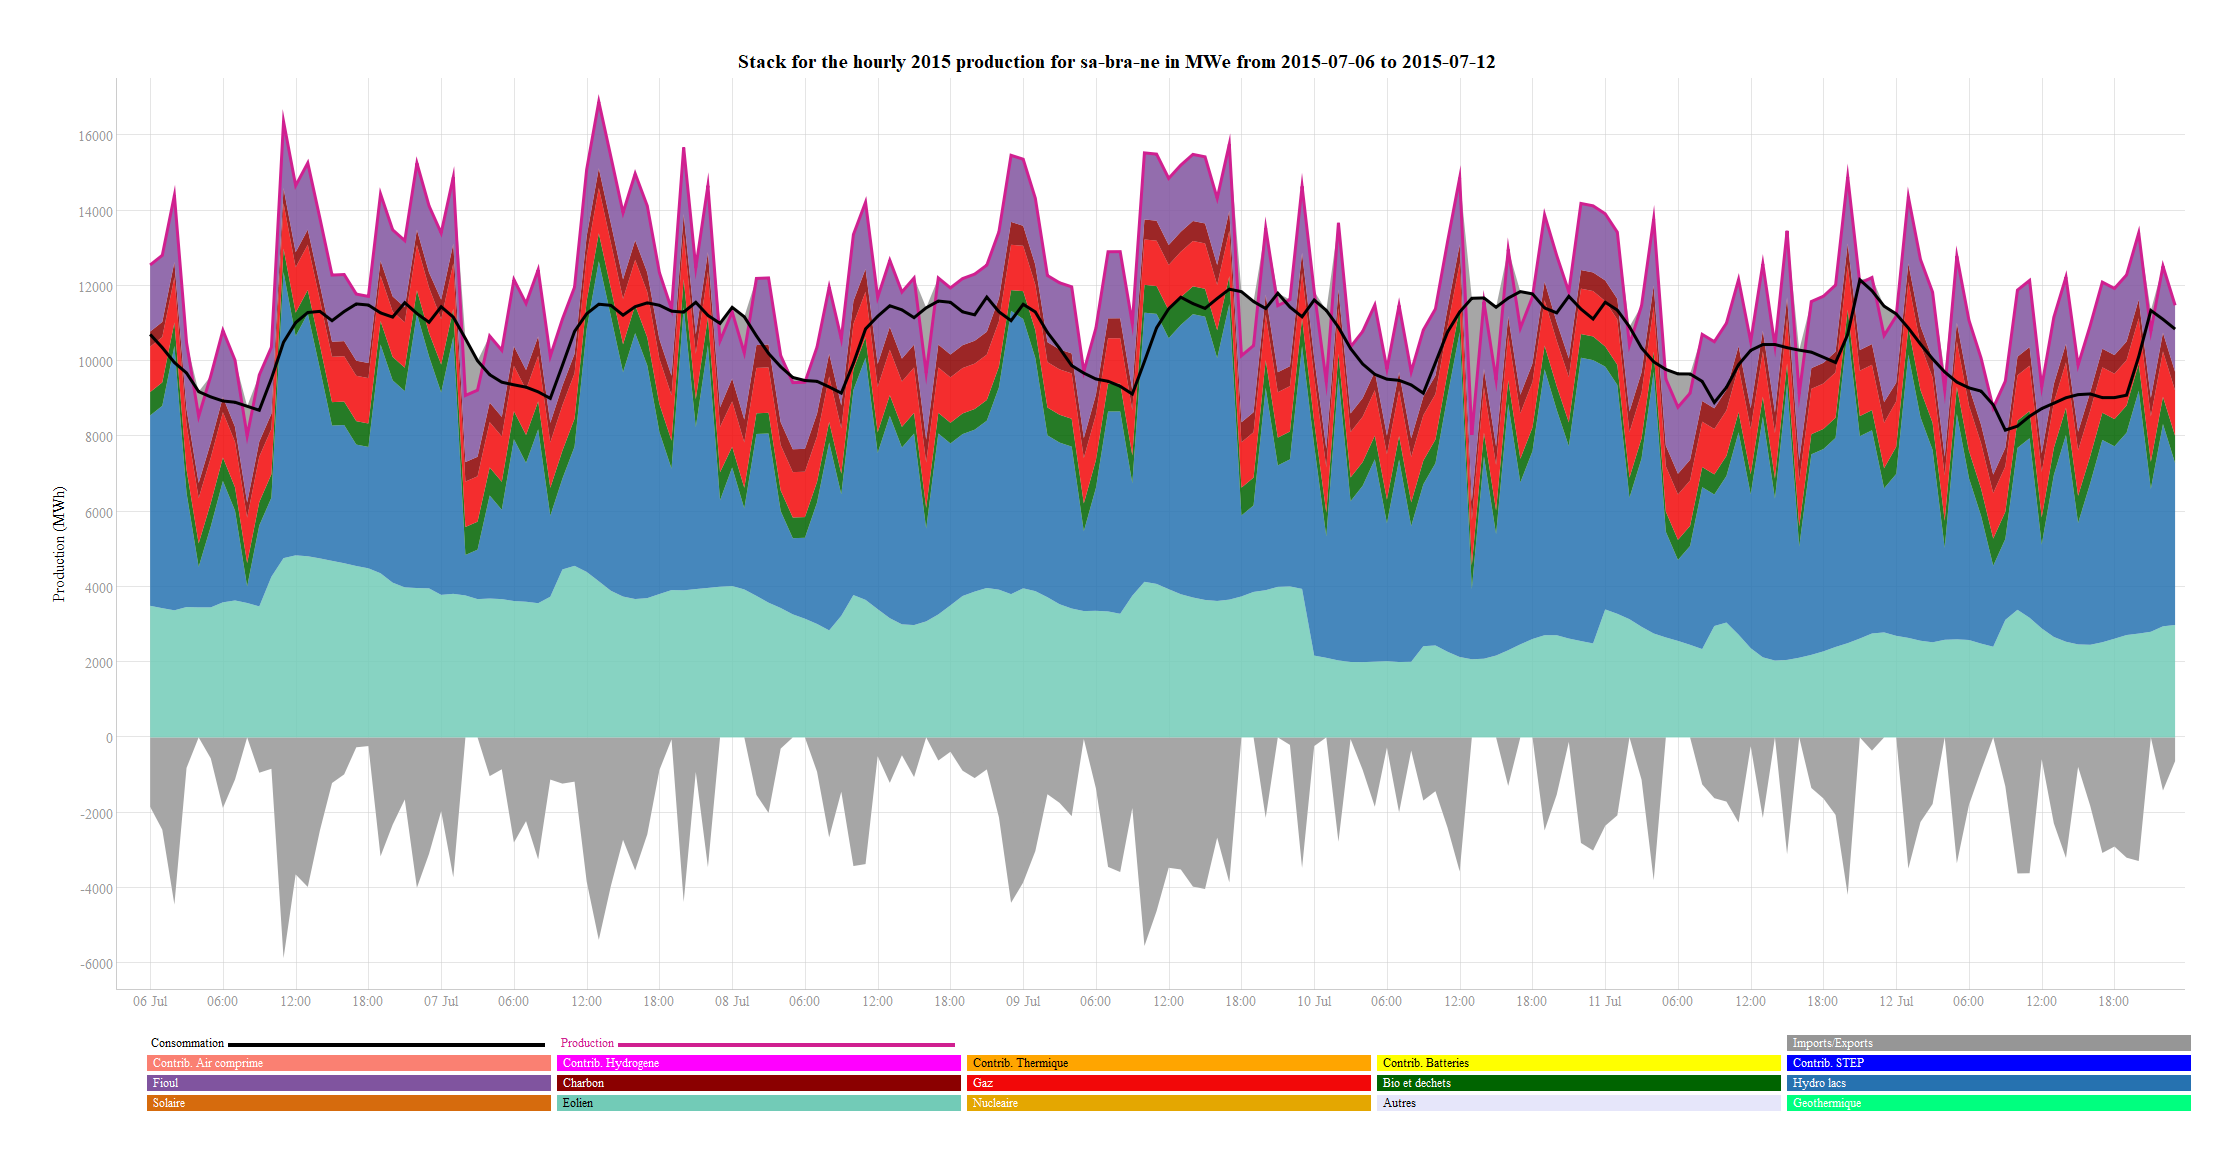 Stack for the hourly 2015 production for sa-bra-ne in MWe from 2015-07-06 to 2015-07-12
Production (MWh)
16000
14000
12000
10000
8000
6000
4000
2000
0
-2000
-4000
-6000
06 Jul 06:00 12:00 18:00 07 Jul 06:00 12:00 18:00 08 Jul 06:00 12:00 18:00 09 Jul 06:00 12:00 18:00 10 Jul 06:00 12:00 18:00 11 Jul 06:00 12:00 18:00 12 Jul 06:00 12:00 18:00
Consommation Production Imports/Exports
Contrib. Air comprime Contrib. Hydrogene Contrib. Thermique Contrib. Batteries Contrib. STEP
Fioul Charbon Gaz Bio et dechets Hydro lacs
Solaire Eolien Nucleaire Autres Geothermique